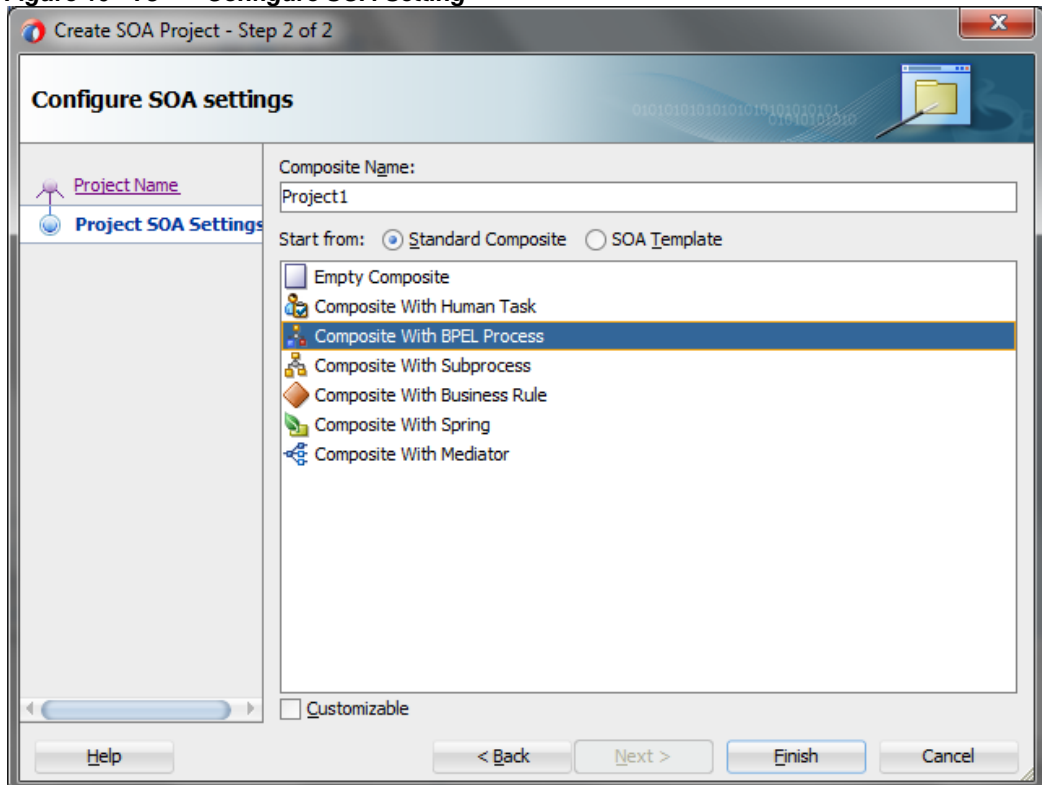 Create SOA Project - Step 2 of 2
Configure SOA settings
Project Name
Project SOA Settings
Composite Name:
Project1
Start from: Standard Composite SOA Template
Empty Composite
Composite With Human Task
Composite With BPEL Process
Composite With Subprocess
Composite With Business Rule
Composite With Spring
Composite With Mediator
Customizable
Help < Back Next > Finish Cancel